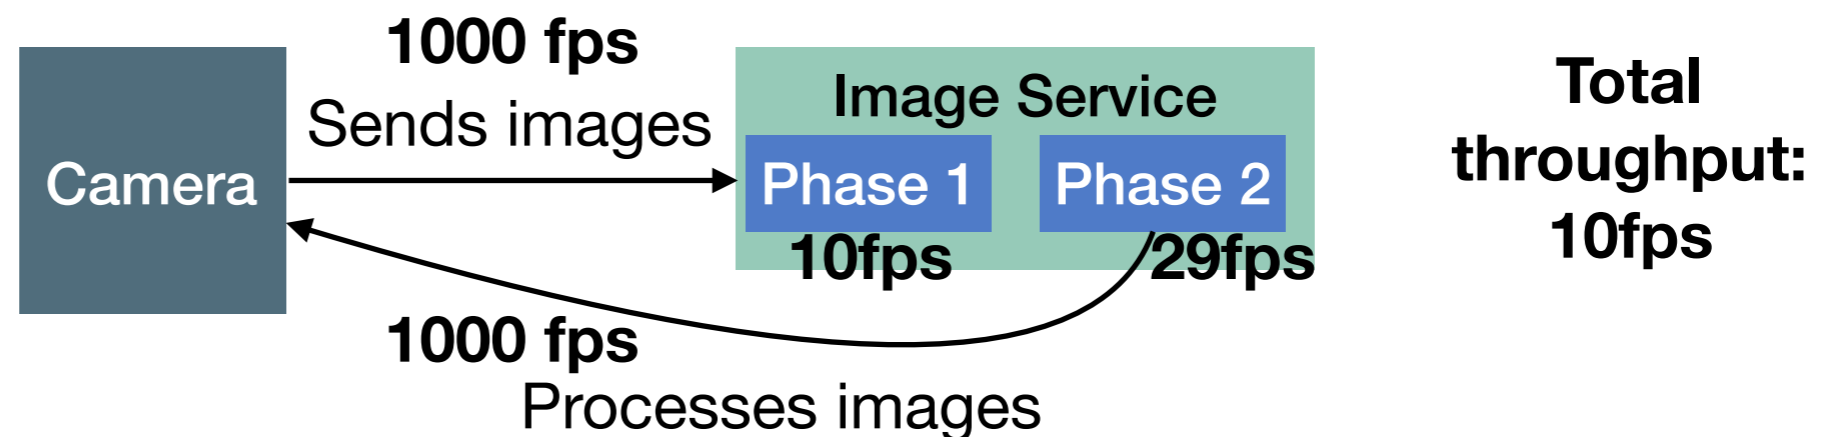 Camera
1000 fps
Sends images
Image Service
Phase 1
Phase 2
10fps
29fps
1000 fps
Processes images
Total
throughput:
10fps